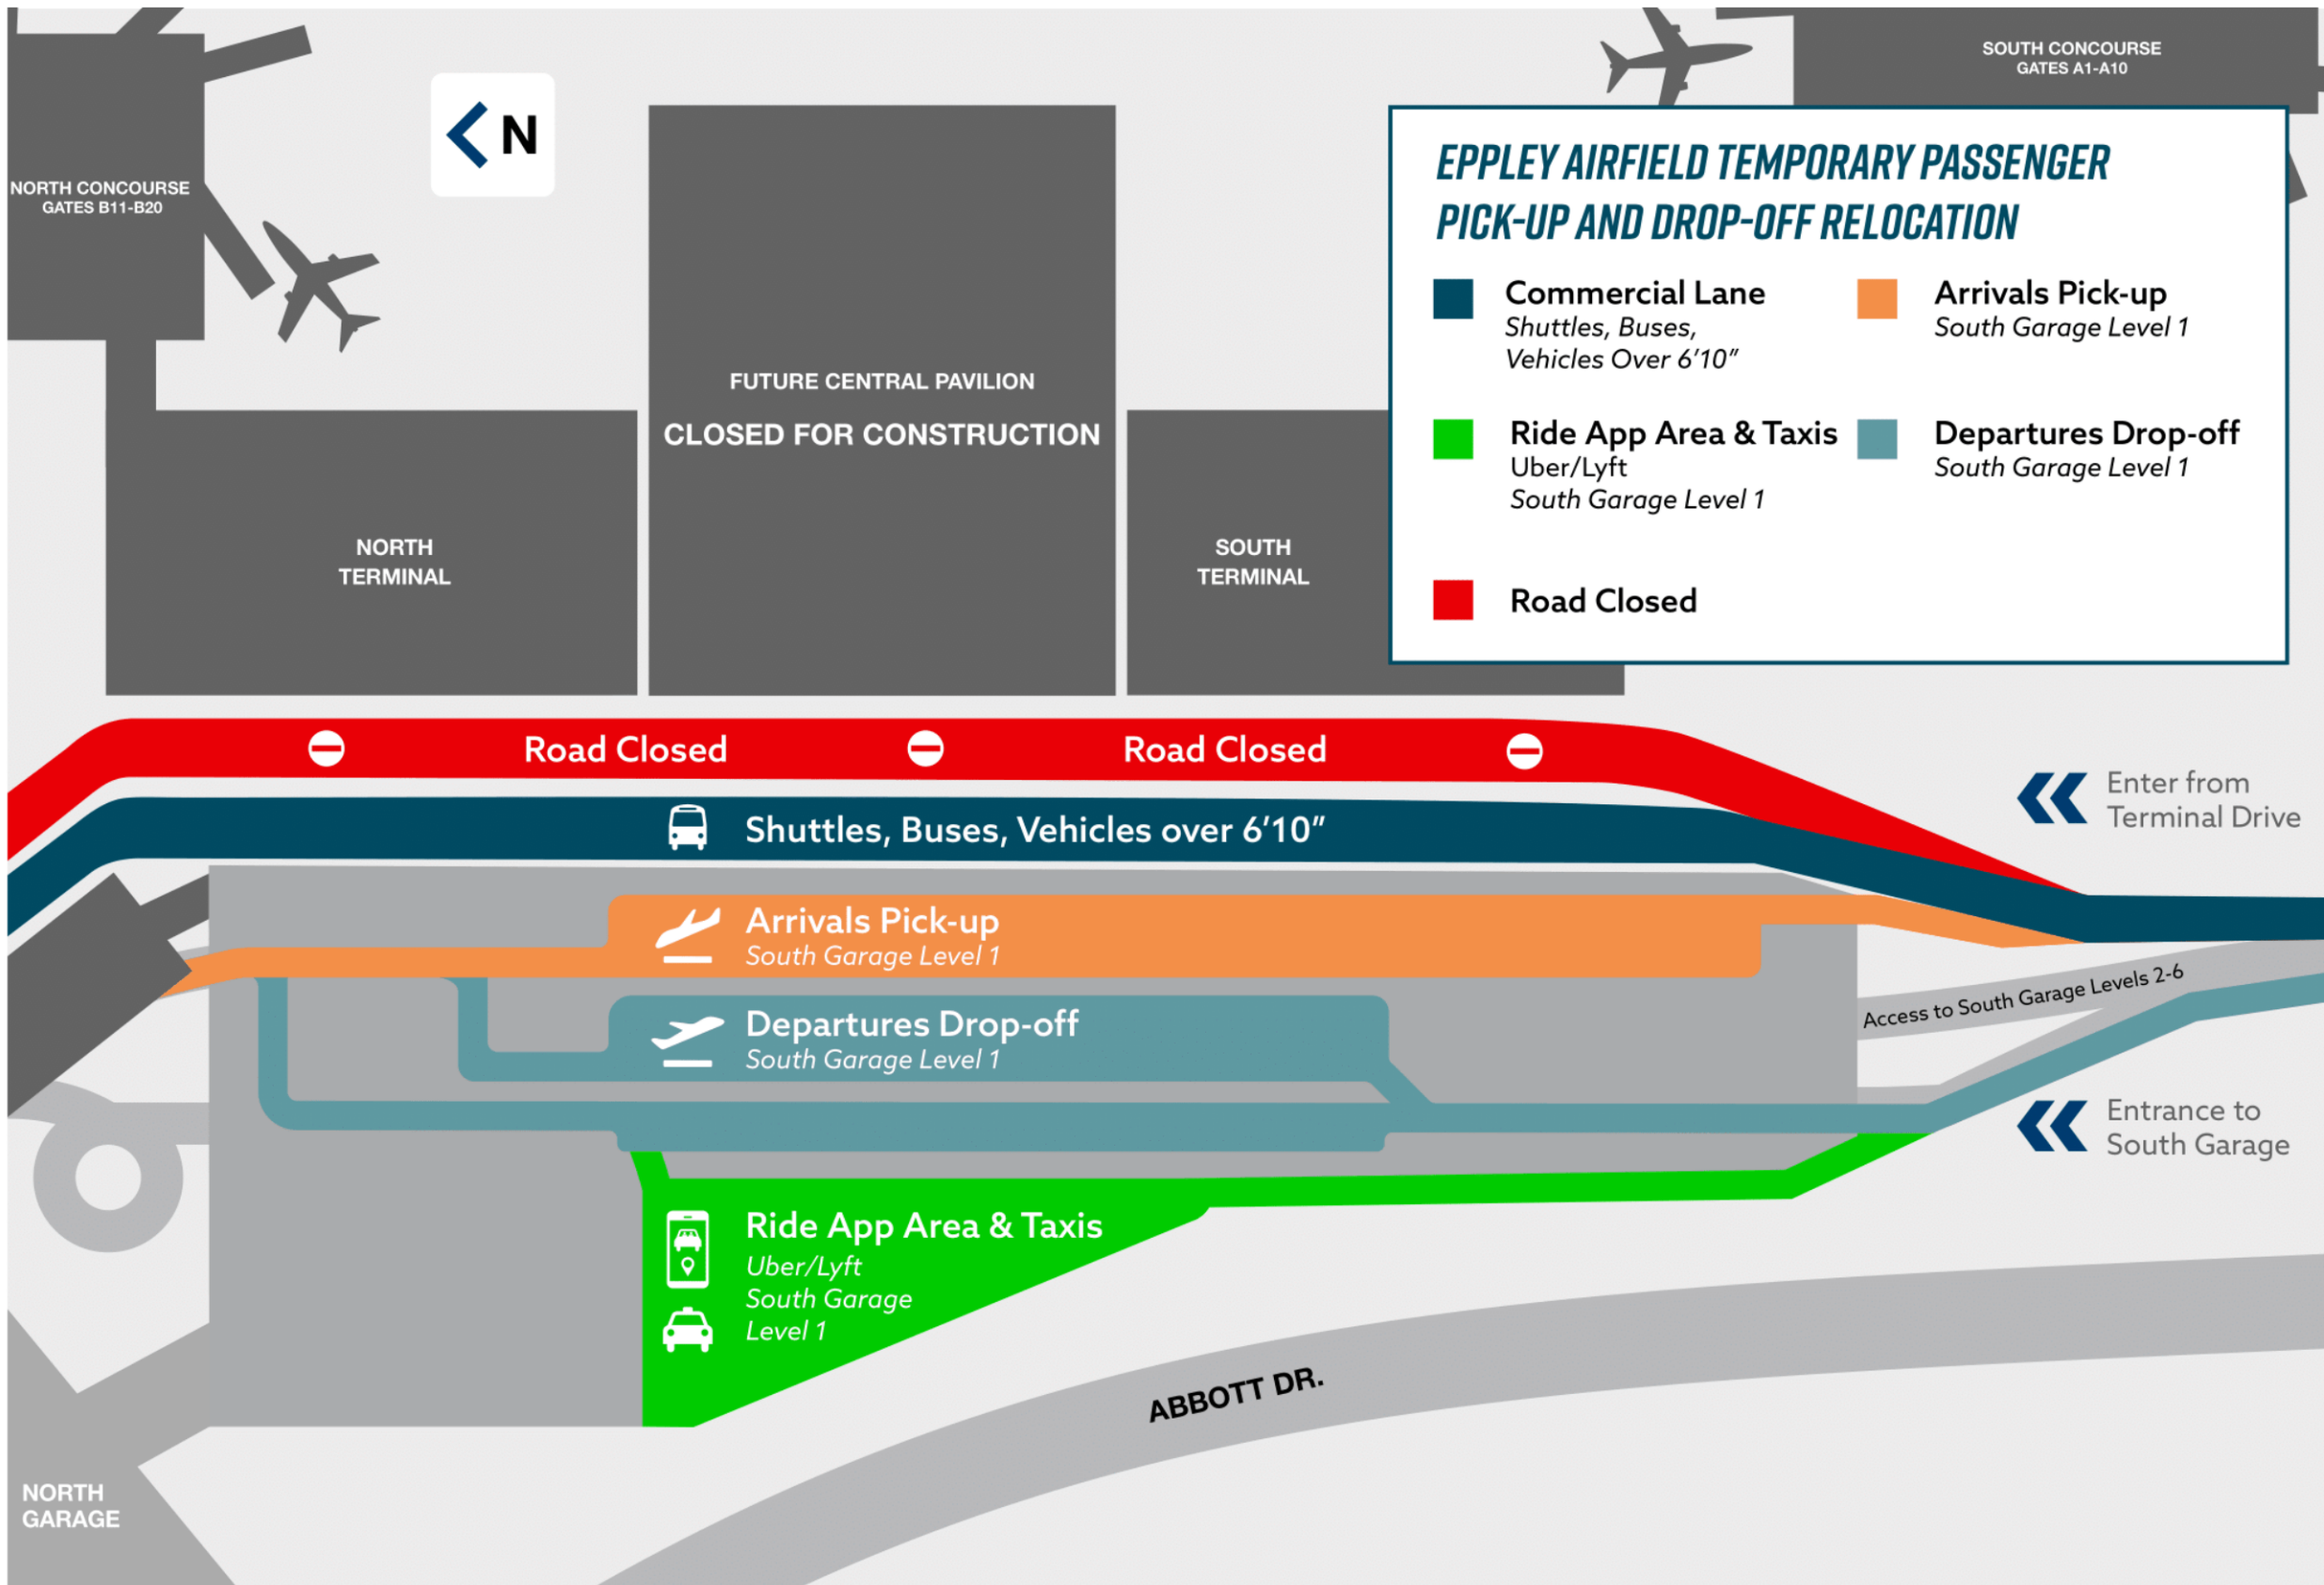 SOUTH CONCOURSE
GATES A1-A10
N
NORTH CONCOURSE
GATES B11-B20
EPPLEY AIRFIELD TEMPORARY PASSENGER
PICK-UP AND DROP-OFF RELOCATION
Commercial Lane
Shuttles, Buses,
Vehicles Over 6’10”
Arrivals Pick-up
South Garage Level 1
Ride App Area & Taxis
Uber/Lyft
South Garage Level 1
Departures Drop-off
South Garage Level 1
Road Closed
FUTURE CENTRAL PAVILION
CLOSED FOR CONSTRUCTION
NORTH
TERMINAL
SOUTH
TERMINAL
Road Closed
Road Closed
Enter from
Terminal Drive
Shuttles, Buses, Vehicles over 6’10”
Arrivals Pick-up
South Garage Level 1
Access to South Garage Levels 2-6
Departures Drop-off
South Garage Level 1
Entrance to
South Garage
Ride App Area & Taxis
Uber/Lyft
South Garage
Level 1
ABBOTT DR.
NORTH
GARAGE